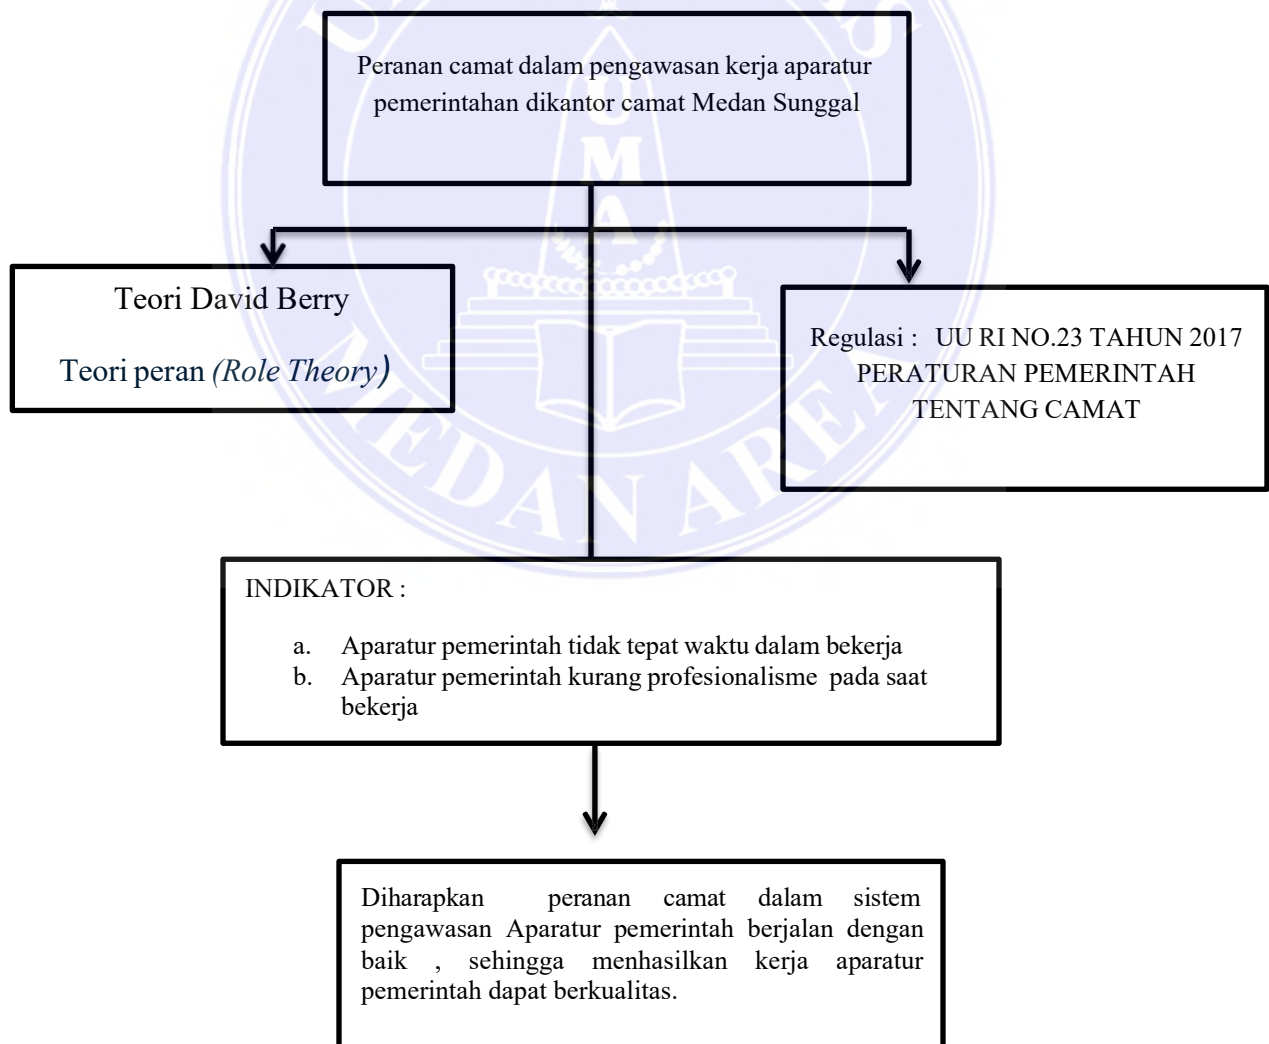 Peranan camat dalam pengawasan kerja aparatur
pemerintahan dikantor camat Medan Sunggal
UMA
MEDAN AREA
Teori David Berry
Teori peran (Role Theory)
Regulasi : UU RI NO.23 TAHUN 2017
PERATURAN PEMERINTAH
TENTANG CAMAT
INDIKATOR :
a. Aparatur pemerintah tidak tepat waktu dalam bekerja
b. Aparatur pemerintah kurang profesionalisme pada saat
bekerja
Diharapkan peranan camat dalam sistem
pengawasan Aparatur pemerintah berjalan dengan
baik , sehingga menhasilkan kerja aparatur
pemerintah dapat berkualitas.